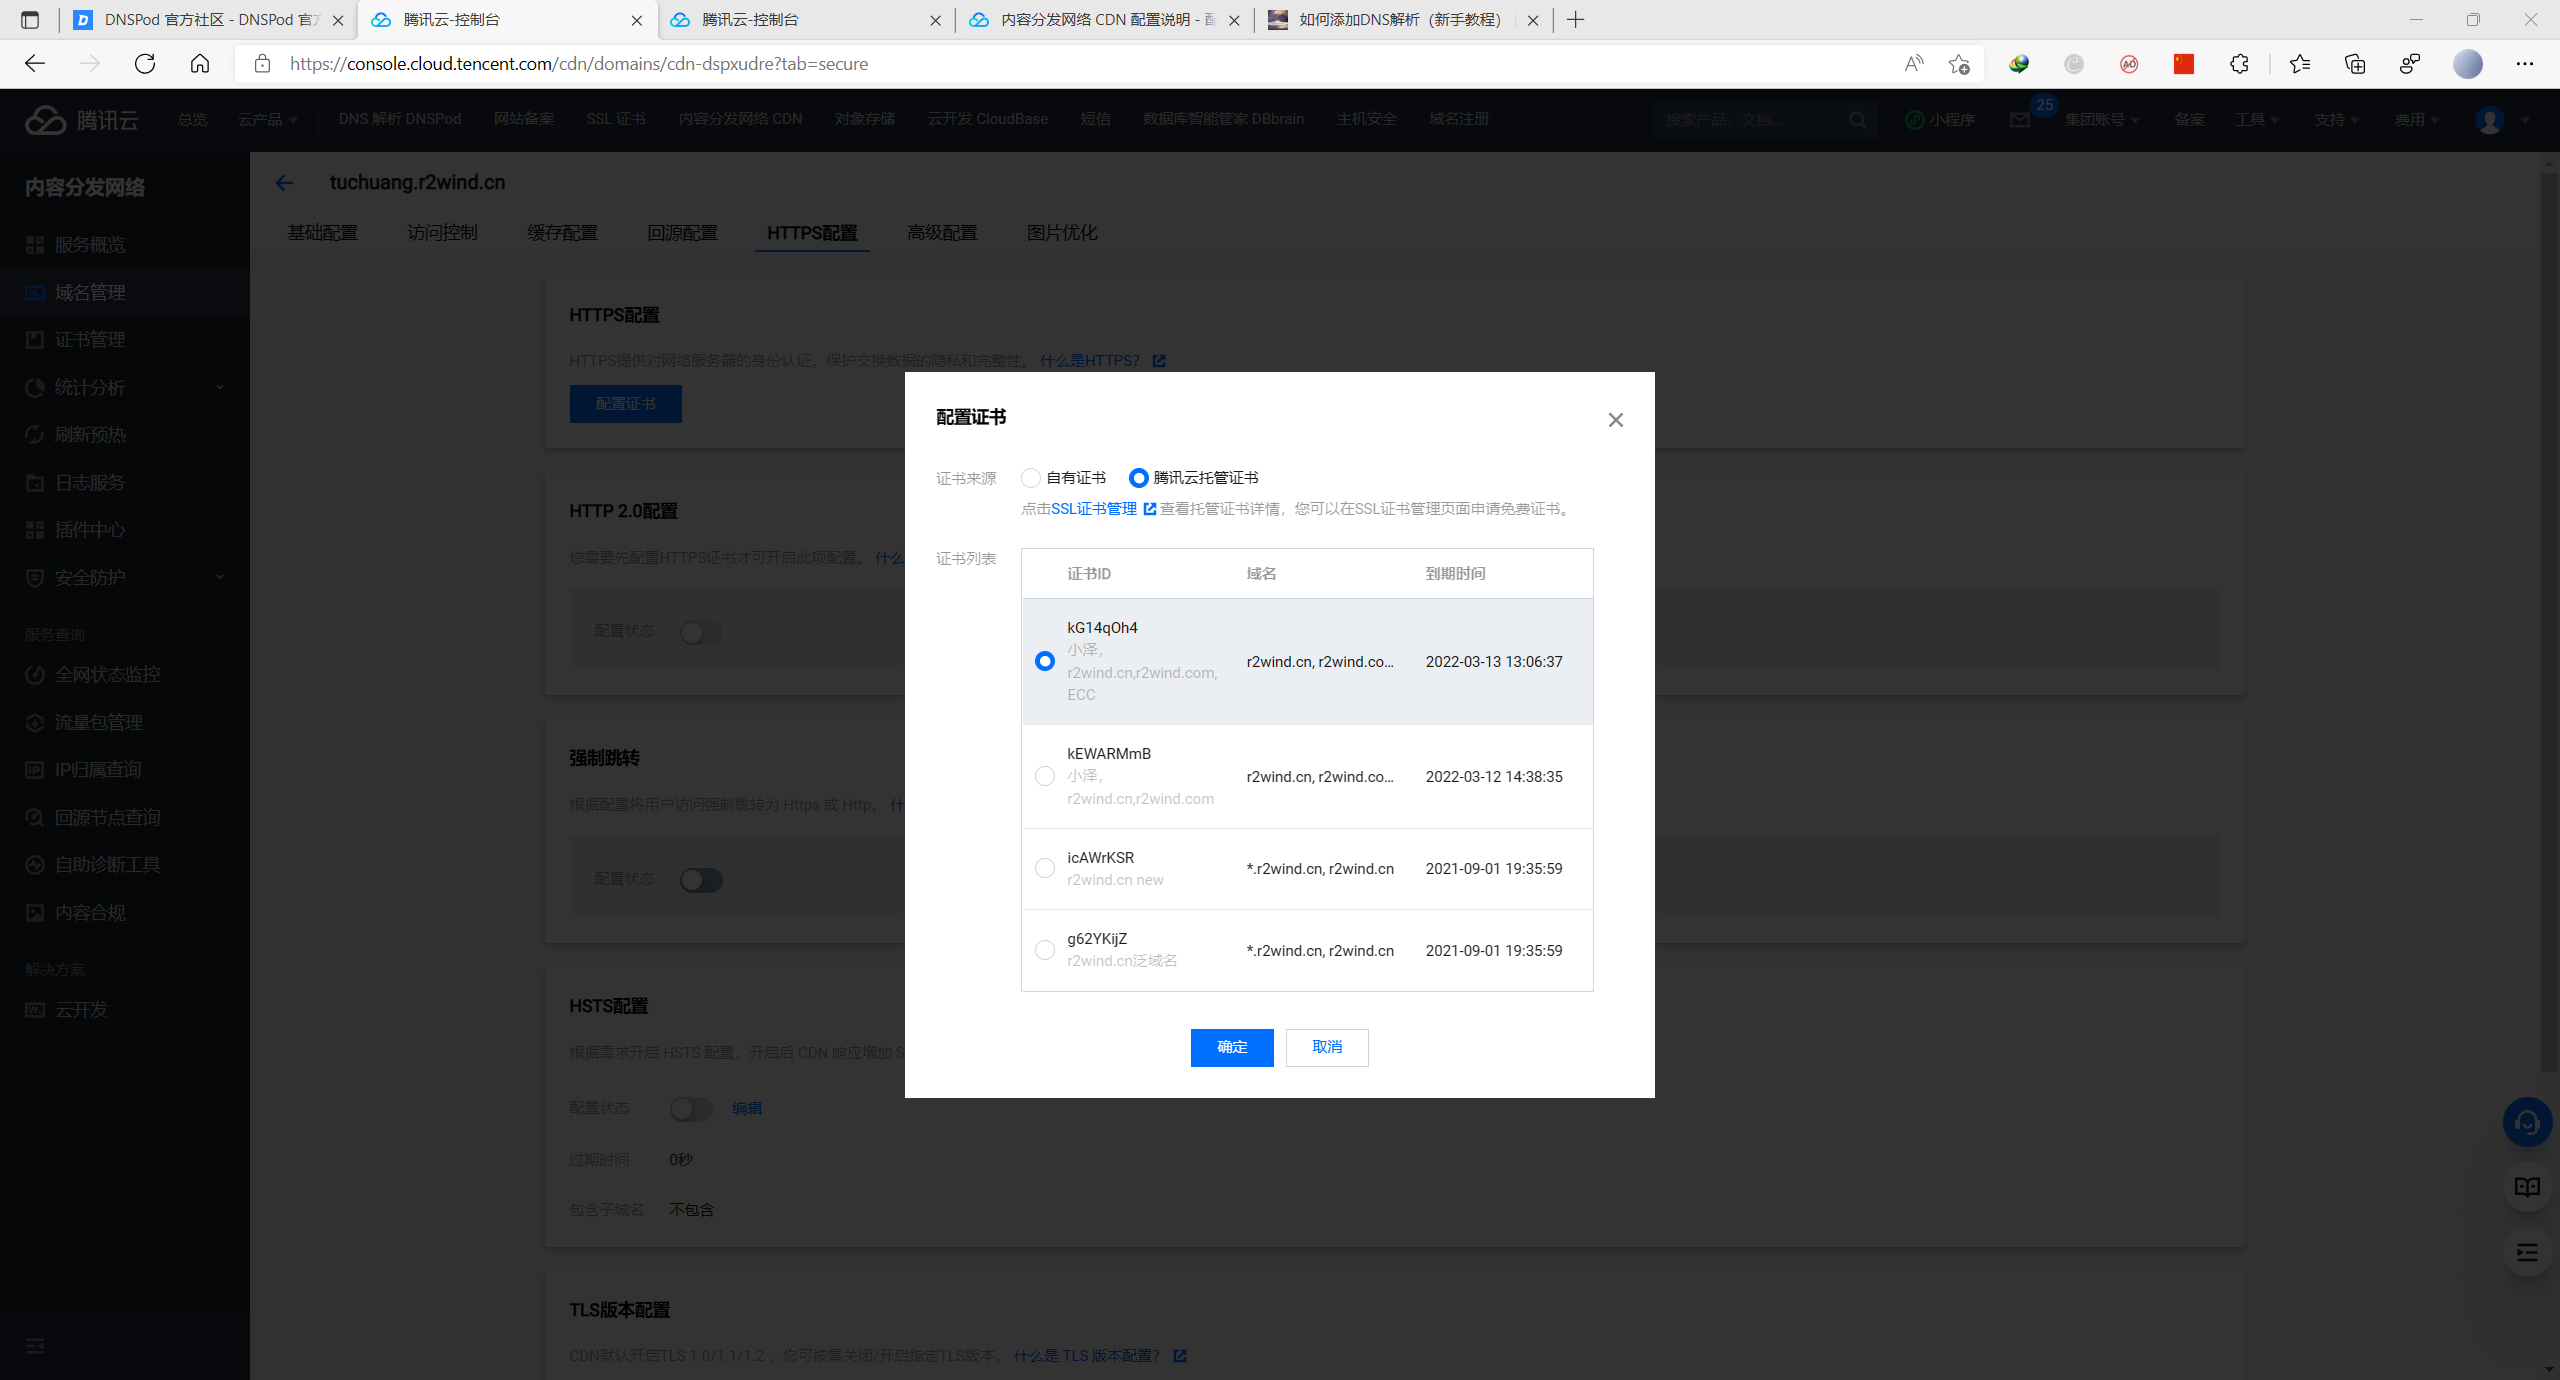 DNSPod 官方社区 - DNSPod 官方
腾讯云-控制台
腾讯云-控制台
内容分发网络 CDN 配置说明 - 配
如何添加DNS解析（新手教程）
https://console.cloud.tencent.com/cdn/domains/cdn-dspxudre?tab=secure
腾讯云
总览
云产品
DNS 解析 DNSPod
网站备案
SSL 证书
内容分发网络 CDN
对象存储
云开发 CloudBase
短信
数据库智能管家 DBbrain
主机安全
域名注册
搜索产品、文档...
小程序
25
集团账号
备案
工具
支持
费用
内容分发网络
服务概览
域名管理
证书管理
统计分析
刷新预热
日志服务
插件中心
安全防护
服务查询
全网状态监控
流量包管理
IP归属查询
回源节点查询
自助诊断工具
内容合规
解决方案
云开发
tuchuang.r2wind.cn
基础配置
访问控制
缓存配置
回源配置
HTTPS配置
高级配置
图片优化
HTTPS配置
HTTPS提供对网络服务器的身份认证，保护交换数据的隐私和完整性。 什么是HTTPS?
配置证书
HTTP 2.0配置
您需要先配置HTTPS证书才可开启此项配置。 什么
配置状态
强制跳转
根据配置将用户访问强制跳转为 Https 或 Http。 什
配置状态
HSTS配置
根据需求开启 HSTS 配置，开启后 CDN 响应增加 S
配置状态
编辑
过期时间
0秒
包含子域名
不包含
TLS版本配置
CDN默认开启TLS 1.0/1.1/1.2 ，您可按需关闭/开启指定TLS版本。 什么是 TLS 版本配置?
配置证书
证书来源
自有证书
腾讯云托管证书
点击SSL证书管理 查看托管证书详情，您可以在SSL证书管理页面申请免费证书。
证书列表
证书ID 域名 到期时间
kG14qOh4
小泽，
r2wind.cn,r2wind.com,
ECC
r2wind.cn, r2wind.co...
2022-03-13 13:06:37
kEWARMmB
小泽，
r2wind.cn,r2wind.com
r2wind.cn, r2wind.co...
2022-03-12 14:38:35
icAWrKSR
r2wind.cn new
*.r2wind.cn, r2wind.cn
2021-09-01 19:35:59
g62YKijZ
r2wind.cn泛域名
*.r2wind.cn, r2wind.cn
2021-09-01 19:35:59
确定
取消